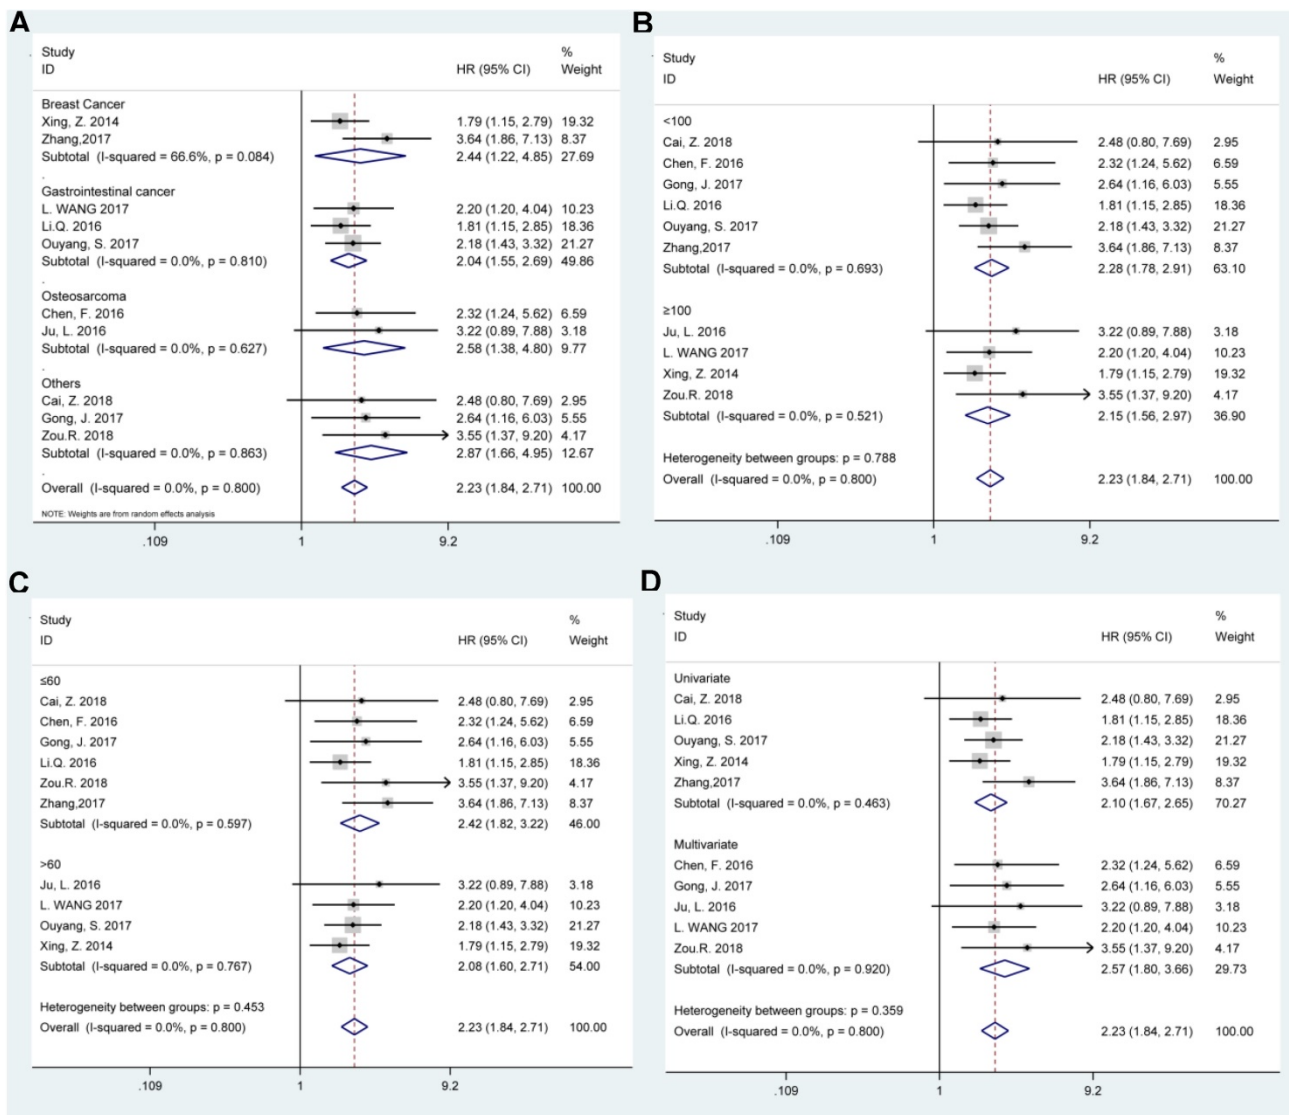 A
Study %
ID HR (95% CI) Weight
Breast Cancer
Xing, Z. 2014 1.79 (1.15, 2.79) 19.32
Zhang,2017 3.64 (1.86, 7.13) 8.37
Subtotal (I-squared = 66.6%, p = 0.084) 2.44 (1.22, 4.85) 27.69
.
Gastrointestinal cancer
L. WANG 2017 2.20 (1.20, 4.04) 10.23
Li.Q. 2016 1.81 (1.15, 2.85) 18.36
Ouyang, S. 2017 2.18 (1.43, 3.32) 21.27
Subtotal (I-squared = 0.0%, p = 0.810) 2.04 (1.55, 2.69) 49.86
.
Osteosarcoma
Chen, F. 2016 2.32 (1.24, 5.62) 6.59
Ju, L. 2016 3.22 (0.89, 7.88) 3.18
Subtotal (I-squared = 0.0%, p = 0.627) 2.58 (1.38, 4.80) 9.77
.
Others
Cai, Z. 2018 2.48 (0.80, 7.69) 2.95
Gong, J. 2017 2.64 (1.16, 6.03) 5.55
Zou.R. 2018 3.55 (1.37, 9.20) 4.17
Subtotal (I-squared = 0.0%, p = 0.863) 2.87 (1.66, 4.95) 12.67
.
Overall (I-squared = 0.0%, p = 0.800) 2.23 (1.84, 2.71) 100.00
NOTE: Weights are from random effects analysis
.109 1 9.2
B
Study %
ID HR (95% CI) Weight
<100
Cai, Z. 2018 2.48 (0.80, 7.69) 2.95
Chen, F. 2016 2.32 (1.24, 5.62) 6.59
Gong, J. 2017 2.64 (1.16, 6.03) 5.55
Li.Q. 2016 1.81 (1.15, 2.85) 18.36
Ouyang, S. 2017 2.18 (1.43, 3.32) 21.27
Zhang,2017 3.64 (1.86, 7.13) 8.37
Subtotal (I-squared = 0.0%, p = 0.693) 2.28 (1.78, 2.91) 63.10
≥100
Ju, L. 2016 3.22 (0.89, 7.88) 3.18
L. WANG 2017 2.20 (1.20, 4.04) 10.23
Xing, Z. 2014 1.79 (1.15, 2.79) 19.32
Zou.R. 2018 3.55 (1.37, 9.20) 4.17
Subtotal (I-squared = 0.0%, p = 0.521) 2.15 (1.56, 2.97) 36.90
Heterogeneity between groups: p = 0.788
Overall (I-squared = 0.0%, p = 0.800) 2.23 (1.84, 2.71) 100.00
.109 1 9.2
C
Study %
ID HR (95% CI) Weight
≤60
Cai, Z. 2018 2.48 (0.80, 7.69) 2.95
Chen, F. 2016 2.32 (1.24, 5.62) 6.59
Gong, J. 2017 2.64 (1.16, 6.03) 5.55
Li.Q. 2016 1.81 (1.15, 2.85) 18.36
Zou.R. 2018 3.55 (1.37, 9.20) 4.17
Zhang,2017 3.64 (1.86, 7.13) 8.37
Subtotal (I-squared = 0.0%, p = 0.597) 2.42 (1.82, 3.22) 46.00
>60
Ju, L. 2016 3.22 (0.89, 7.88) 3.18
L. WANG 2017 2.20 (1.20, 4.04) 10.23
Ouyang, S. 2017 2.18 (1.43, 3.32) 21.27
Xing, Z. 2014 1.79 (1.15, 2.79) 19.32
Subtotal (I-squared = 0.0%, p = 0.767) 2.08 (1.60, 2.71) 54.00
Heterogeneity between groups: p = 0.453
Overall (I-squared = 0.0%, p = 0.800) 2.23 (1.84, 2.71) 100.00
.109 1 9.2
D
Study %
ID HR (95% CI) Weight
Univariate
Cai, Z. 2018 2.48 (0.80, 7.69) 2.95
Li.Q. 2016 1.81 (1.15, 2.85) 18.36
Ouyang, S. 2017 2.18 (1.43, 3.32) 21.27
Xing, Z. 2014 1.79 (1.15, 2.79) 19.32
Zhang,2017 3.64 (1.86, 7.13) 8.37
Subtotal (I-squared = 0.0%, p = 0.463) 2.10 (1.67, 2.65) 70.27
Multivariate
Chen, F. 2016 2.32 (1.24, 5.62) 6.59
Gong, J. 2017 2.64 (1.16, 6.03) 5.55
Ju, L. 2016 3.22 (0.89, 7.88) 3.18
L. WANG 2017 2.20 (1.20, 4.04) 10.23
Zou.R. 2018 3.55 (1.37, 9.20) 4.17
Subtotal (I-squared = 0.0%, p = 0.920) 2.57 (1.80, 3.66) 29.73
Heterogeneity between groups: p = 0.359
Overall (I-squared = 0.0%, p = 0.800) 2.23 (1.84, 2.71) 100.00
.109 1 9.2